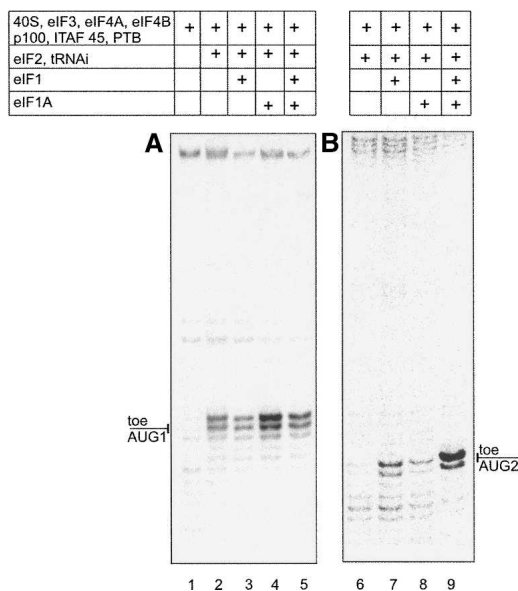 40S, eIF3, eIF4A, eIF4B + + + + + + + + +
p100, ITAF 45, PTB
eIF2, tRNAi + + + + + + + +
eIF1 + + + +
eIF1A + + + +
A B
toe
AUG1
toe
AUG2
1 2 3 4 5 6 7 8 9